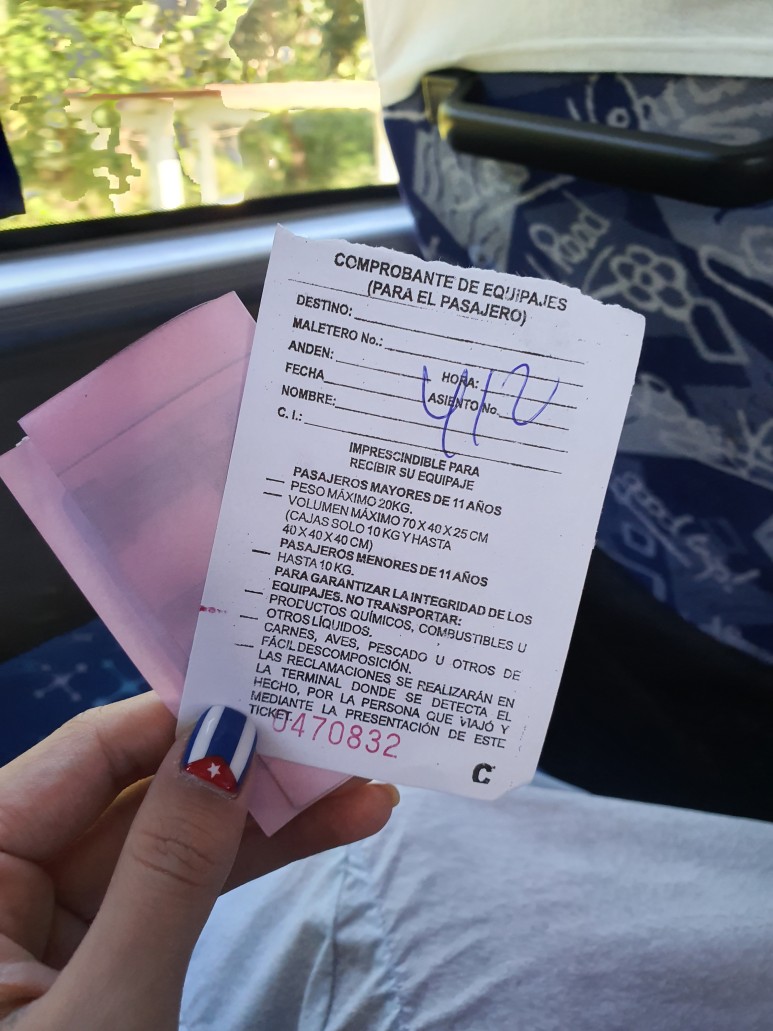 COMPROBANTE DE EQUIPAJES
(PARA EL PASAJERO)
DESTINO:
MALETERO No.:
ANDEN: HORA:
FECHA ASIENTO No.
NOMBRE:
C. I.:
412
IMPRESCINDIBLE PARA
RECIBIR SU EQUIPAJE
PASAJEROS MAYORES DE 11 AÑOS
PESO MÁXIMO 20KG.
VOLUMEN MÁXIMO 70 X 40 X 25 CM
(CAJAS SOLO 10 KG Y HASTA
40 X 40 X 40 CM)
PASAJEROS MENORES DE 11 AÑOS
HASTA 10 KG.
PARA GARANTIZAR LA INTEGRIDAD DE LOS
EQUIPAJES. NO TRANSPORTAR:
PRODUCTOS QUÍMICOS, COMBUSTIBLES U
OTROS LÍQUIDOS.
CARNES, AVES, PESCADO U OTROS DE
FÁCIL DESCOMPOSICIÓN.
LAS RECLAMACIONES SE REALIZARÁN EN
LA TERMINAL DONDE SE DETECTA EL
HECHO, POR LA PERSONA QUE VIAJÓ Y
MEDIANTE LA PRESENTACIÓN DE ESTE
TICKET.
0470832
C